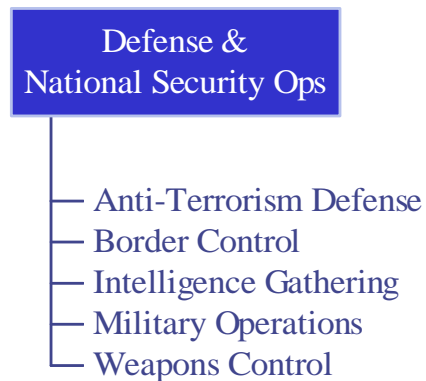 Defense &
National Security Ops
Anti-Terrorism Defense
Border Control
Intelligence Gathering
Military Operations
Weapons Control